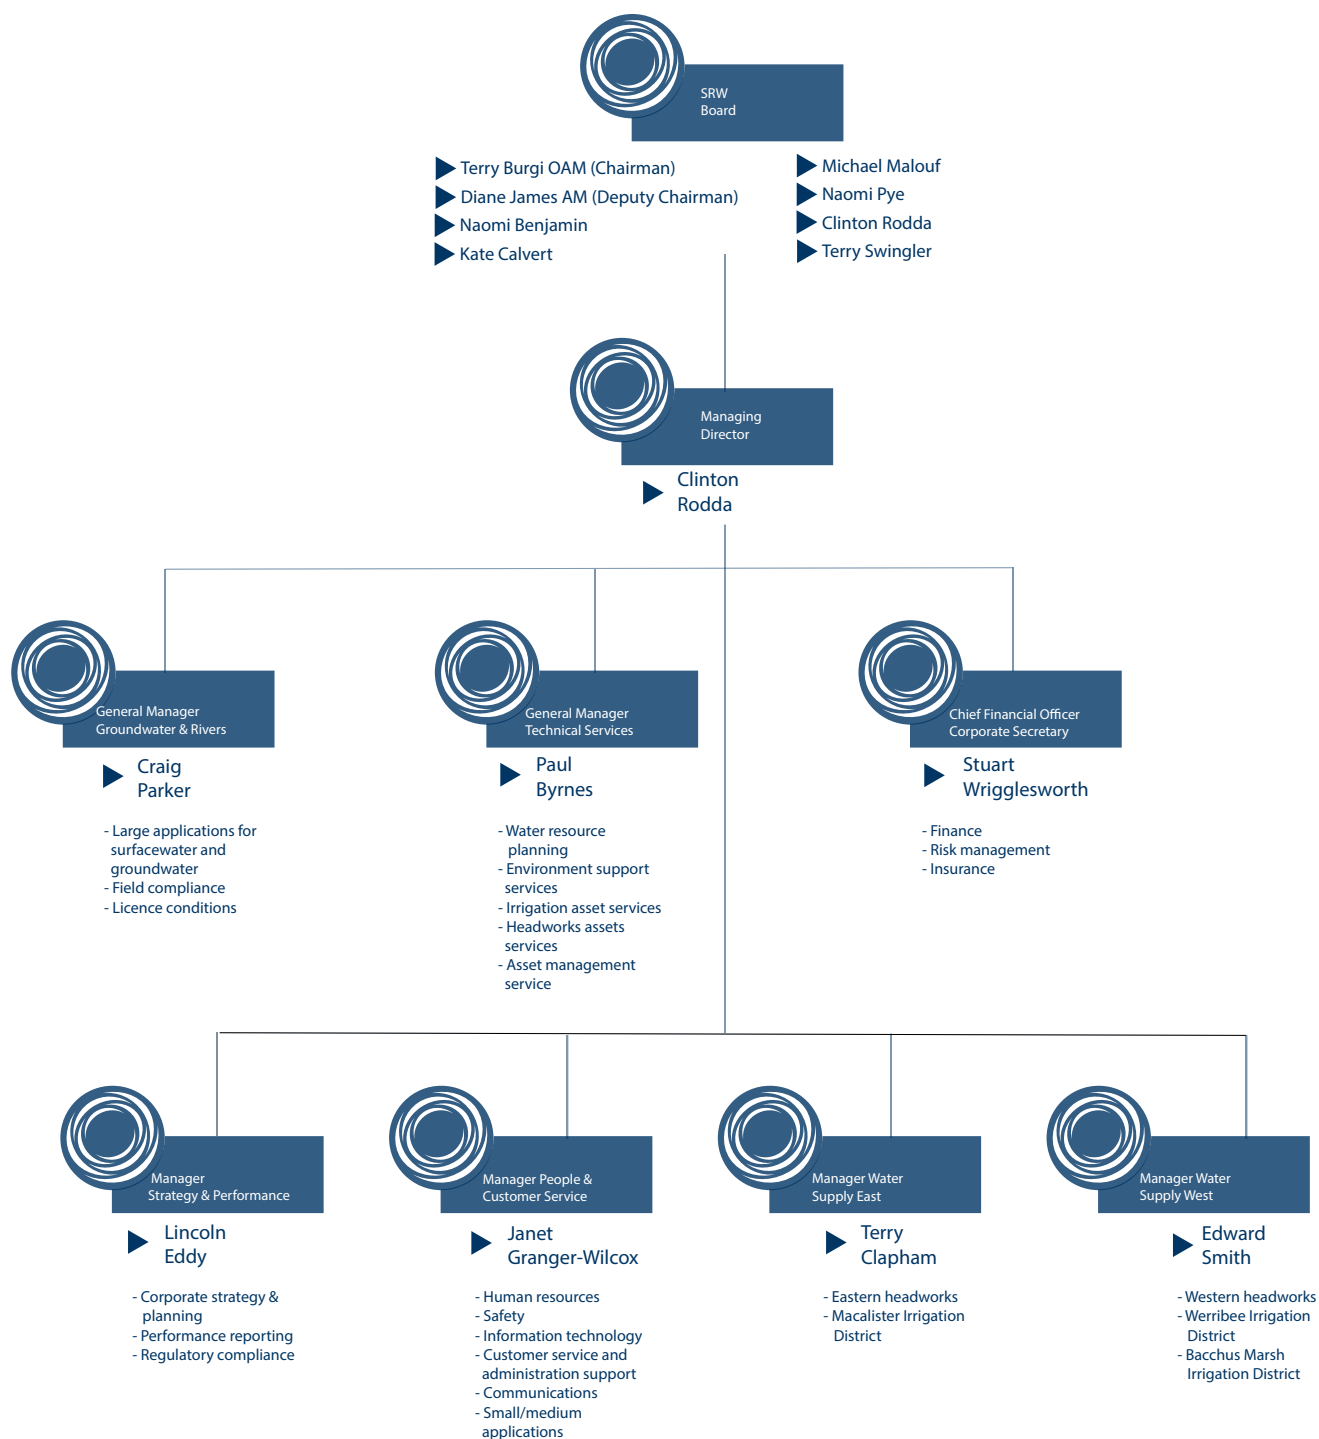 SRW
Board
Terry Burgi OAM (Chairman)
Diane James AM (Deputy Chairman)
Naomi Benjamin
Kate Calvert
Michael Malouf
Naomi Pye
Clinton Rodda
Terry Swingler
Managing
Director
Clinton
Rodda
General Manager
Groundwater & Rivers
Craig
Parker
- Large applications for
surfacewater and
groundwater
- Field compliance
- Licence conditions
General Manager
Technical Services
Paul
Byrnes
- Water resource
planning
- Environment support
services
- Irrigation asset services
- Headworks assets
services
- Asset management
service
Chief Financial Officer
Corporate Secretary
Stuart
Wrigglesworth
- Finance
- Risk management
- Insurance
Manager
Strategy & Performance
Lincoln
Eddy
- Corporate strategy &
planning
- Performance reporting
- Regulatory compliance
Manager People &
Customer Service
Janet
Granger-Wilcox
- Human resources
- Safety
- Information technology
- Customer service and
administration support
- Communications
- Small/medium
applications
Manager Water
Supply East
Terry
Clapham
- Eastern headworks
- Macalister Irrigation
District
Manager Water
Supply West
Edward
Smith
- Western headworks
- Werribee Irrigation
District
- Bacchus Marsh
Irrigation District